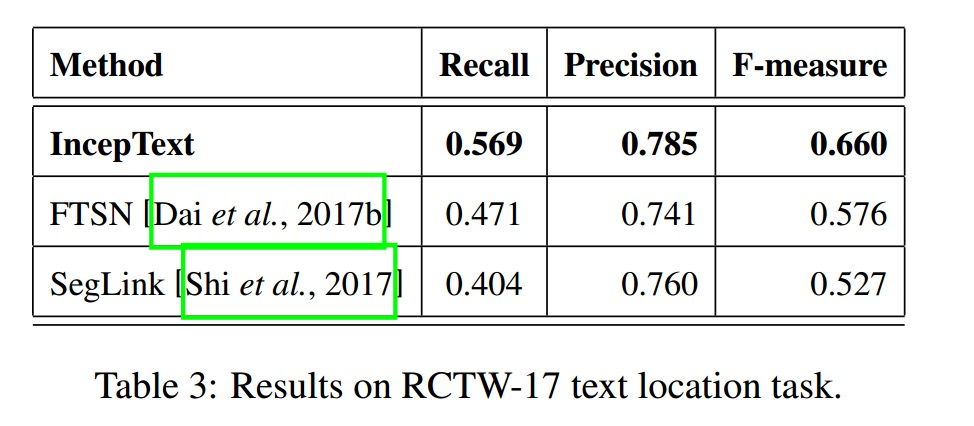 Method Recall Precision F-measure
IncepText 0.569 0.785 0.660
FTSN [Dai et al., 2017b] 0.471 0.741 0.576
SegLink [Shi et al., 2017] 0.404 0.760 0.527
Table 3: Results on RCTW-17 text location task.